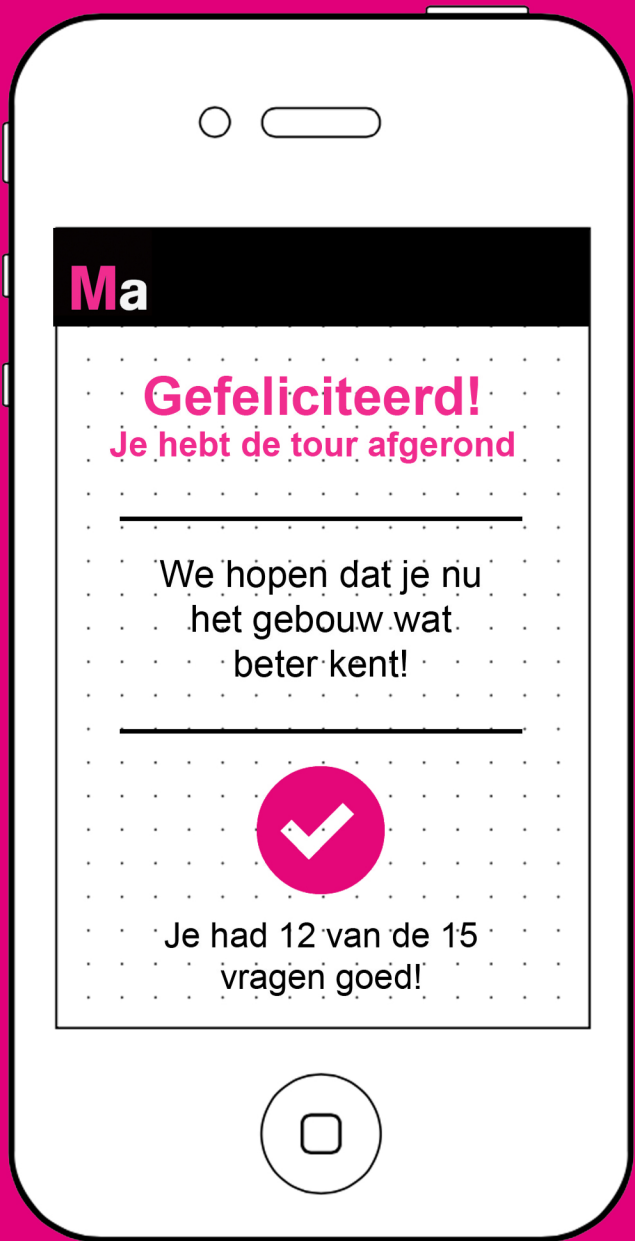 Ma
Gefeliciteerd!
Je hebt de tour afgerond
We hopen dat je nu
het gebouw wat
beter kent!
Je had 12 van de 15
vragen goed!